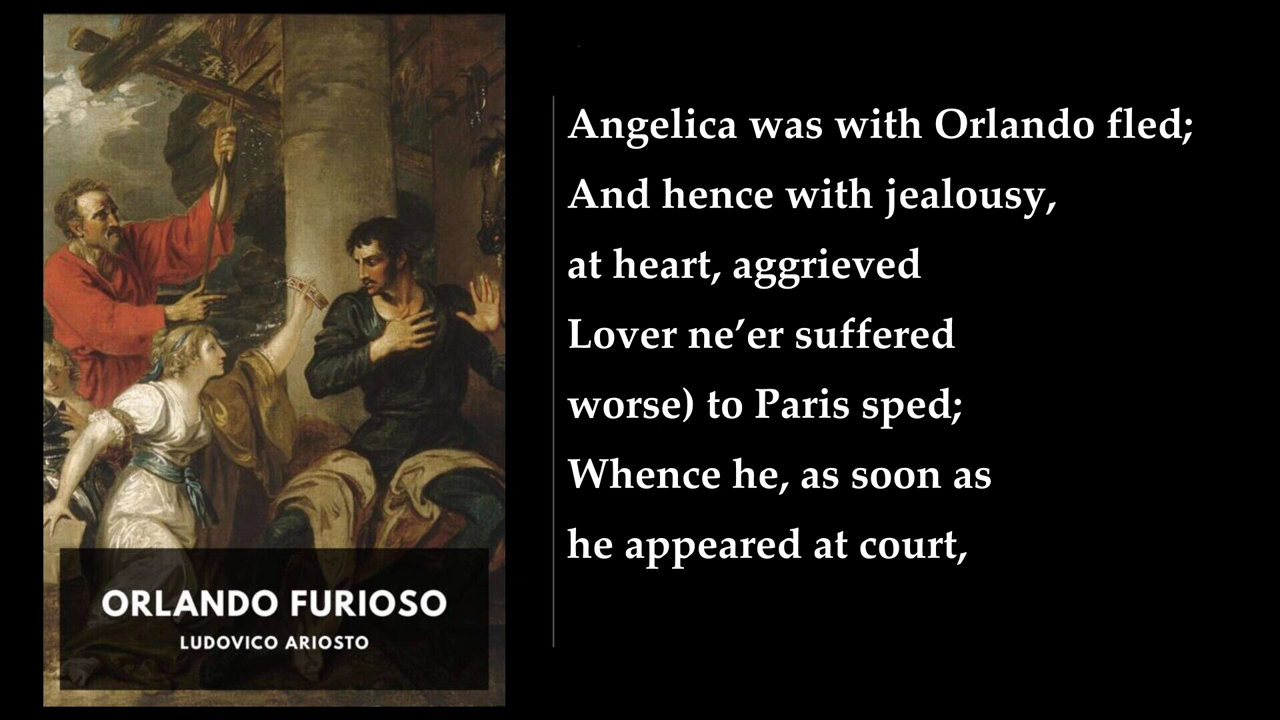 Angelica was with Orlando fled;
And hence with jealousy,
at heart, aggrieved
Lover ne’er suffered
worse) to Paris sped;
Whence he, as soon as
he appeared at court,
ORLANDO FURIOSO
LUDOVICO ARIOSTO